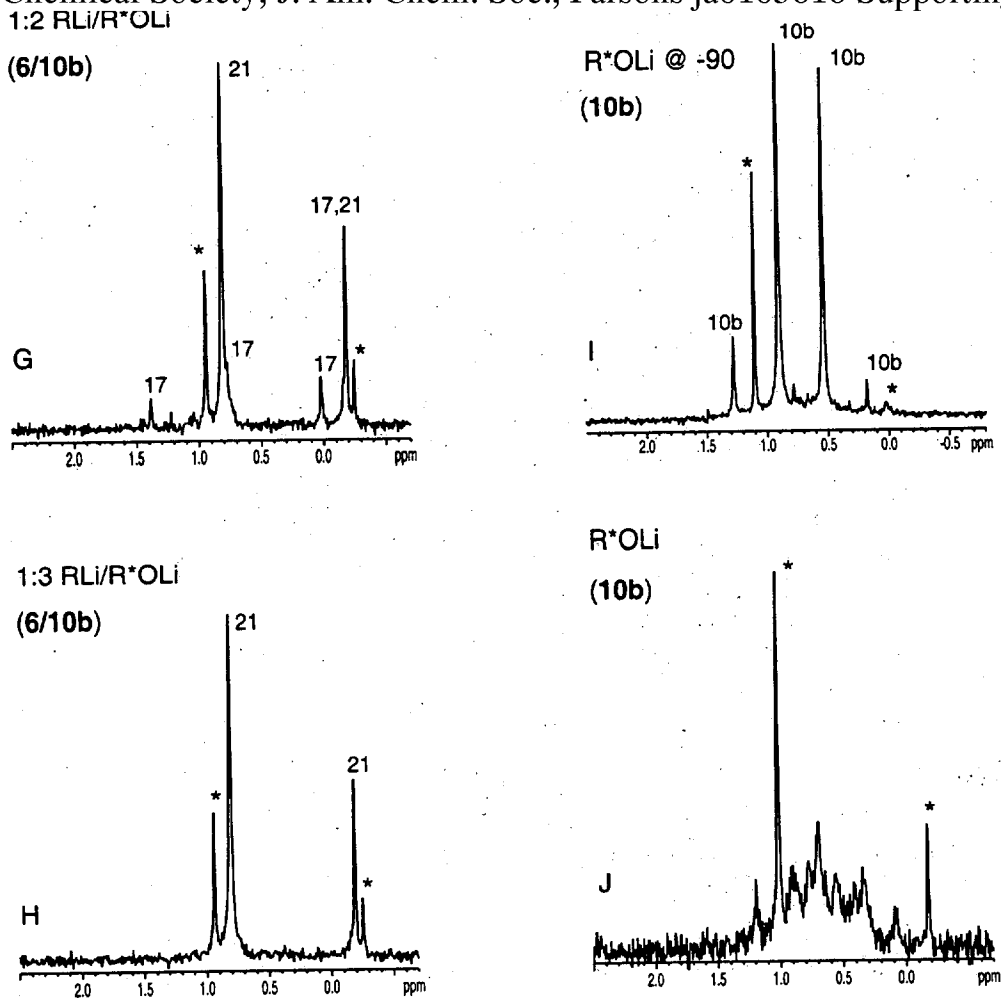 Chemical Society, J. Am. Chem. Soc., Parsons ja0105616 Supporting
1:2 RLi/R*OLi
(6/10b)
21
17,21
*
17
17
17
*
G
2.0 1.5 1.0 0.5 0.0 ppm
R*OLi @ -90
(10b)
10b
10b
*
10b
10b
*
I
2.0 1.5 1.0 0.5 0.0 -0.5 ppm
1:3 RLi/R*OLi
(6/10b)
21
21
*
*
H
2.0 1.5 1.0 0.5 0.0 ppm
R*OLi
(10b)
*
*
J
2.0 1.5 1.0 0.5 0.0 ppm